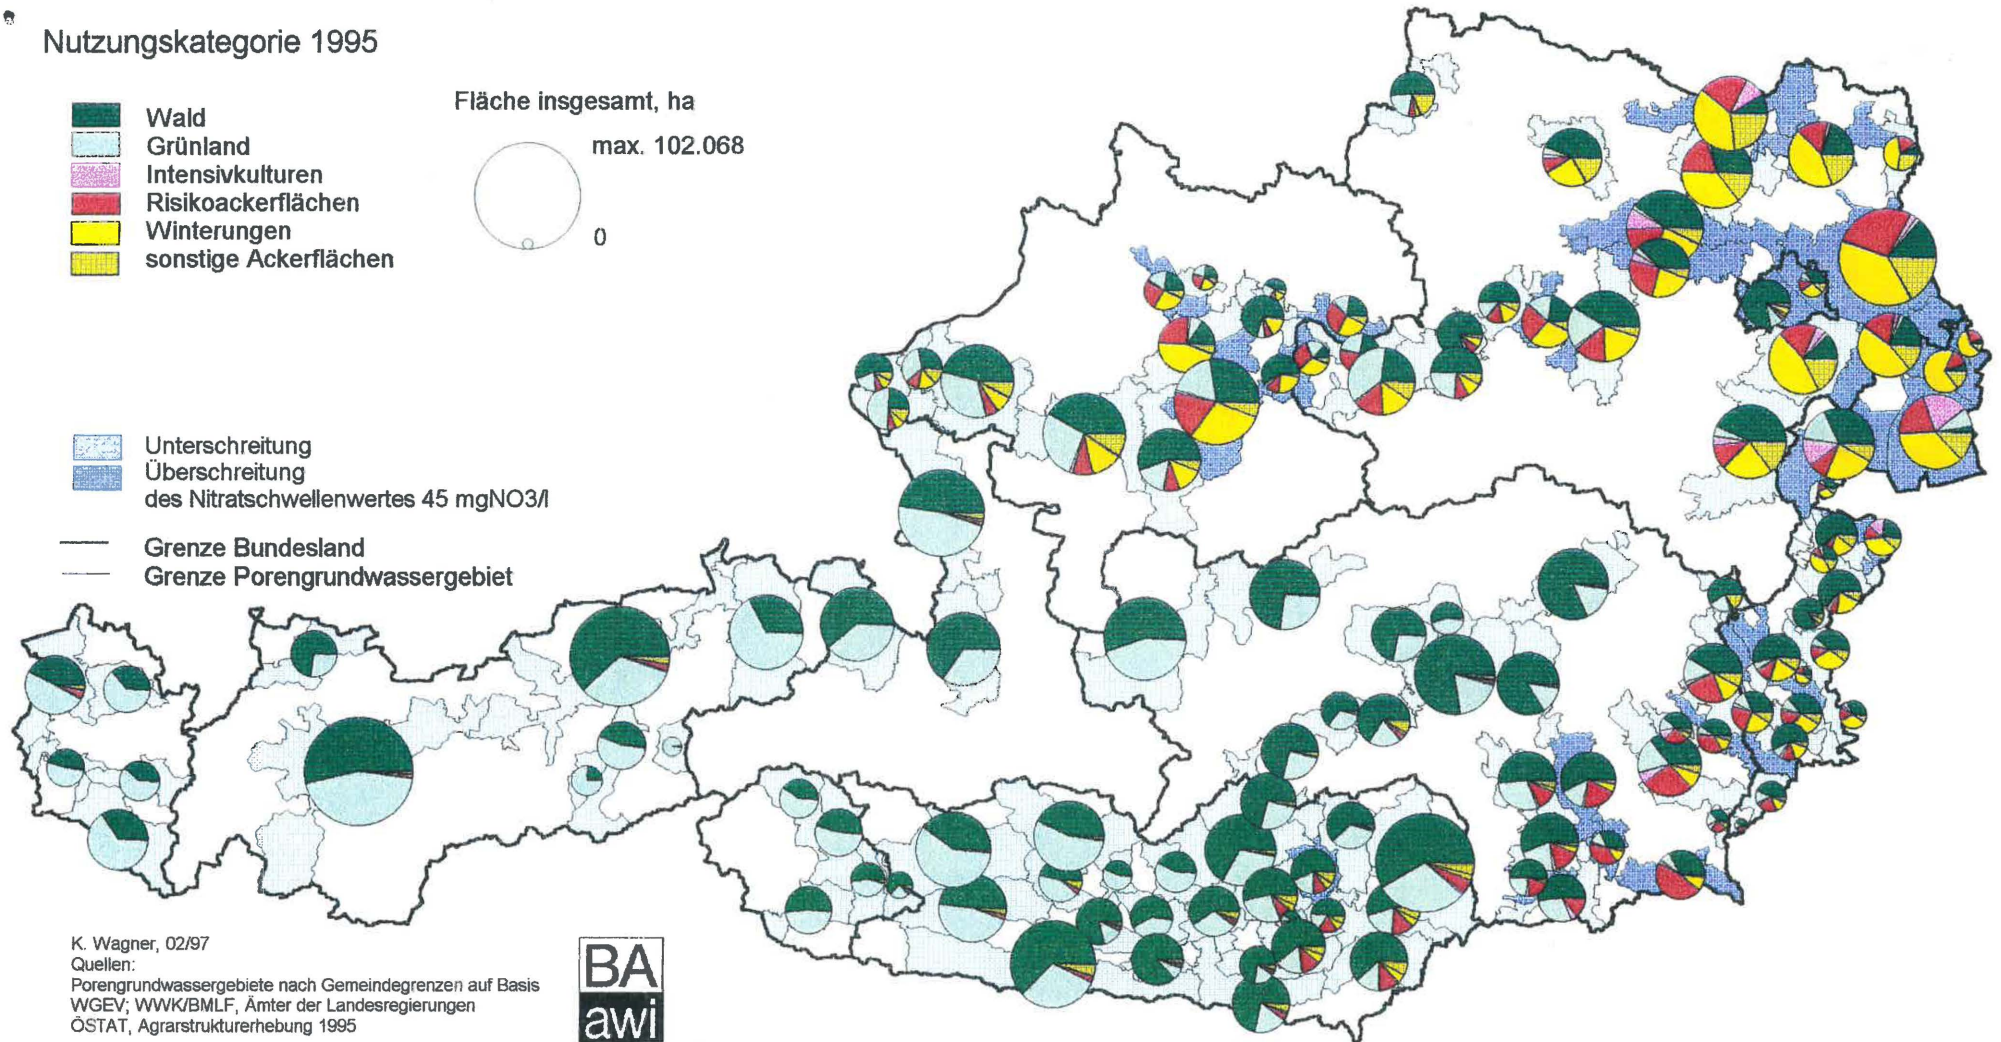 Nutzungskategorie 1995
Wald
Grünland
Intensivkulturen
Risikoackerflächen
Winterungen
sonstige Ackerflächen
Fläche insgesamt, ha
max. 102.068
0
Unterschreitung
Überschreitung
des Nitratschwellenwertes 45 mgNO3/l
Grenze Bundesland
Grenze Porengrundwassergebiet
K. Wagner, 02/97
Quellen:
Porengrundwassergebiete nach Gemeindegrenzen auf Basis
WGEV; WWK/BMLF, Ämter der Landesregierungen
ÖSTAT, Agrarstrukturerhebung 1995
BA
awi